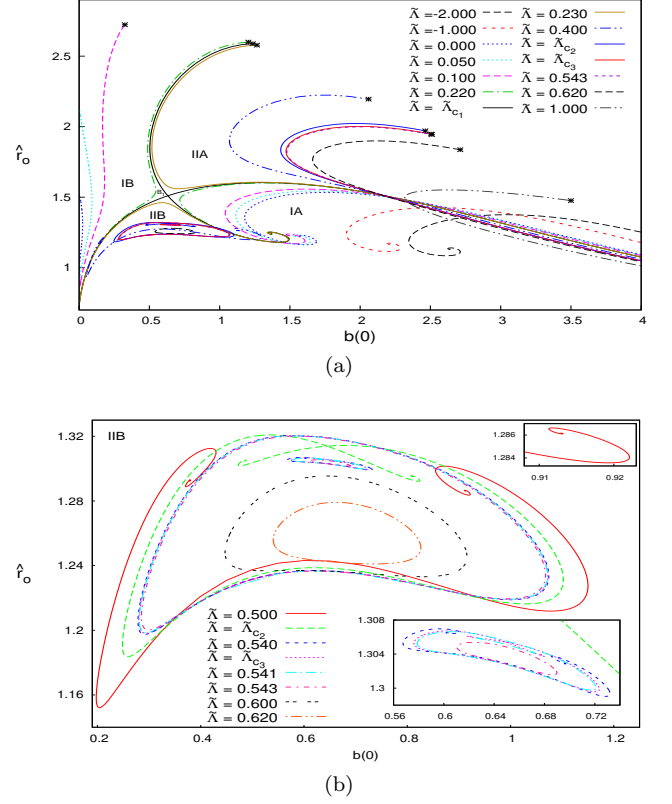 Λ̃ =-2.000
Λ̃ =-1.000
Λ̃ = 0.000
Λ̃ = 0.050
Λ̃ = 0.100
Λ̃ = 0.220
Λ̃ = Λ̃c1
Λ̃ = 0.230
Λ̃ = 0.400
Λ̃ = Λ̃c2
Λ̃ = Λ̃c3
Λ̃ = 0.543
Λ̃ = 0.620
Λ̃ = 1.000
r̂o
2.5
2
1.5
1
IIA
IB
B
IIB
IA
0 0.5 1 1.5 2 2.5 3 3.5 4
b(0)
(a)
IIB
r̂o
1.32
1.28
1.24
1.2
1.16
1.286
1.284
0.91 0.92
Λ̃ = 0.500
Λ̃ = Λ̃c2
Λ̃ = 0.540
Λ̃ = Λ̃c3
Λ̃ = 0.541
Λ̃ = 0.543
Λ̃ = 0.600
Λ̃ = 0.620
1.308
1.304
1.3
0.56 0.6 0.64 0.68 0.72
0.2 0.4 0.6 0.8 1 1.2
b(0)
(b)